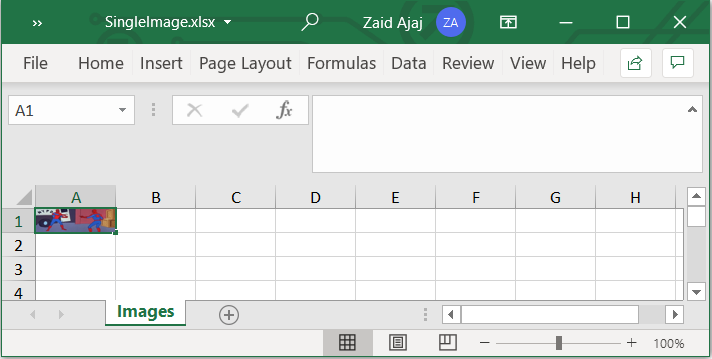 ›› SingleImage.xlsx Zaid Ajaj ZA
File Home Insert Page Layout Formulas Data Review View Help
A1 fx
A B C D E F G H
1
2
3
4
Images
100%